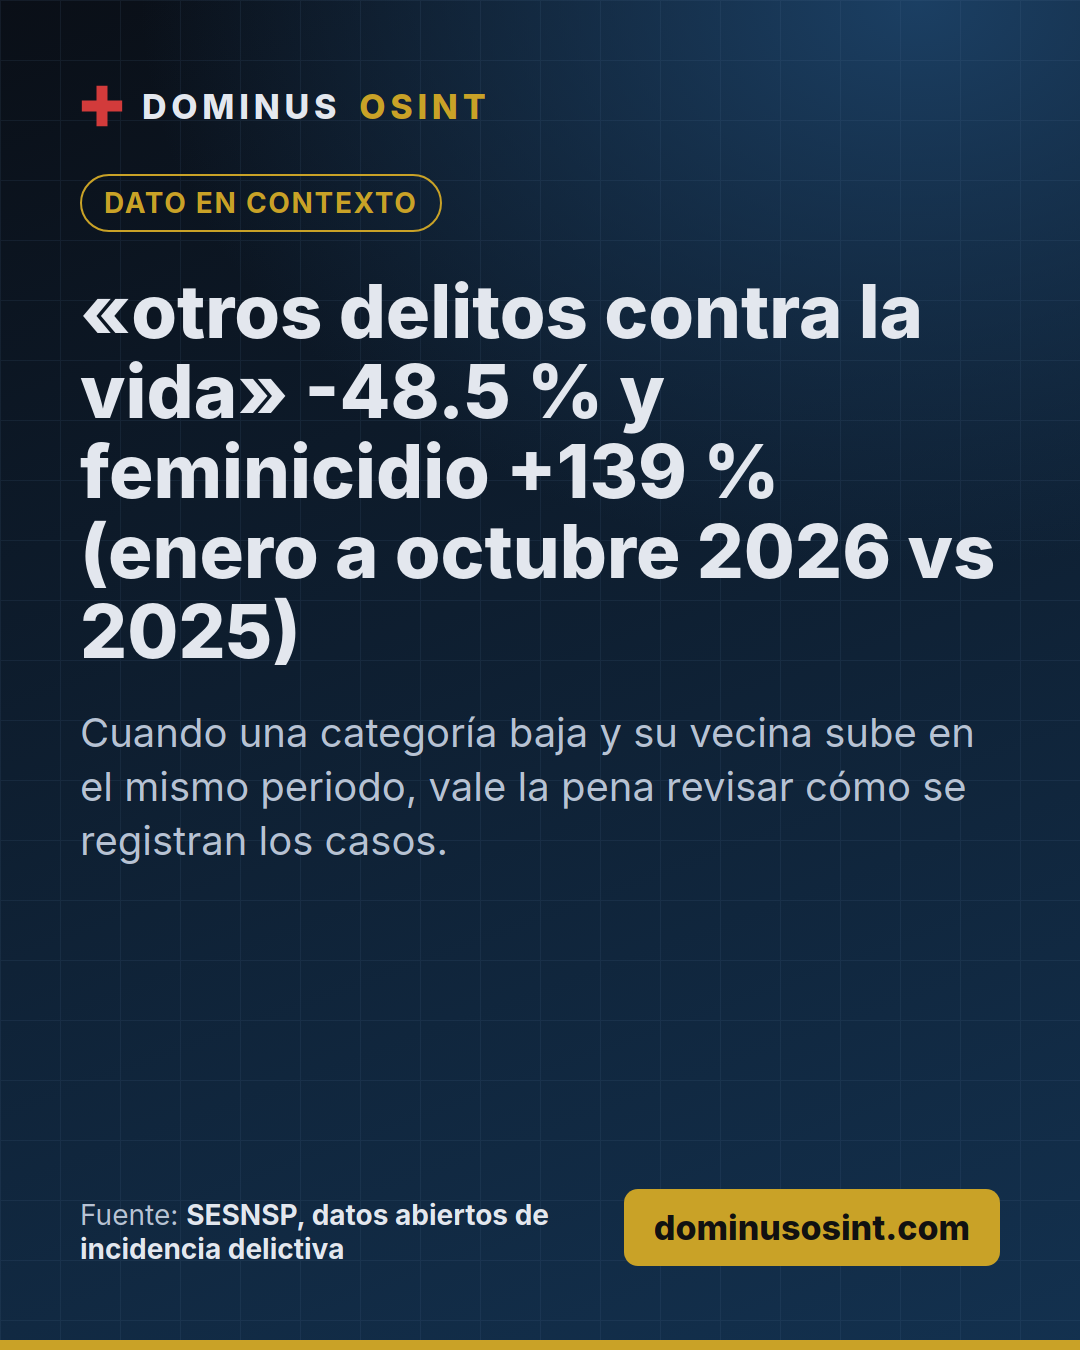 DOMINUS OSINT
DATO EN CONTEXTO
«otros delitos contra la
vida» -48.5 % y
feminicidio +139 %
(enero a octubre 2026 vs
2025)
Cuando una categoría baja y su vecina sube en
el mismo periodo, vale la pena revisar cómo se
registran los casos.
Fuente: SESNSP, datos abiertos de
incidencia delictiva
dominusosint.com